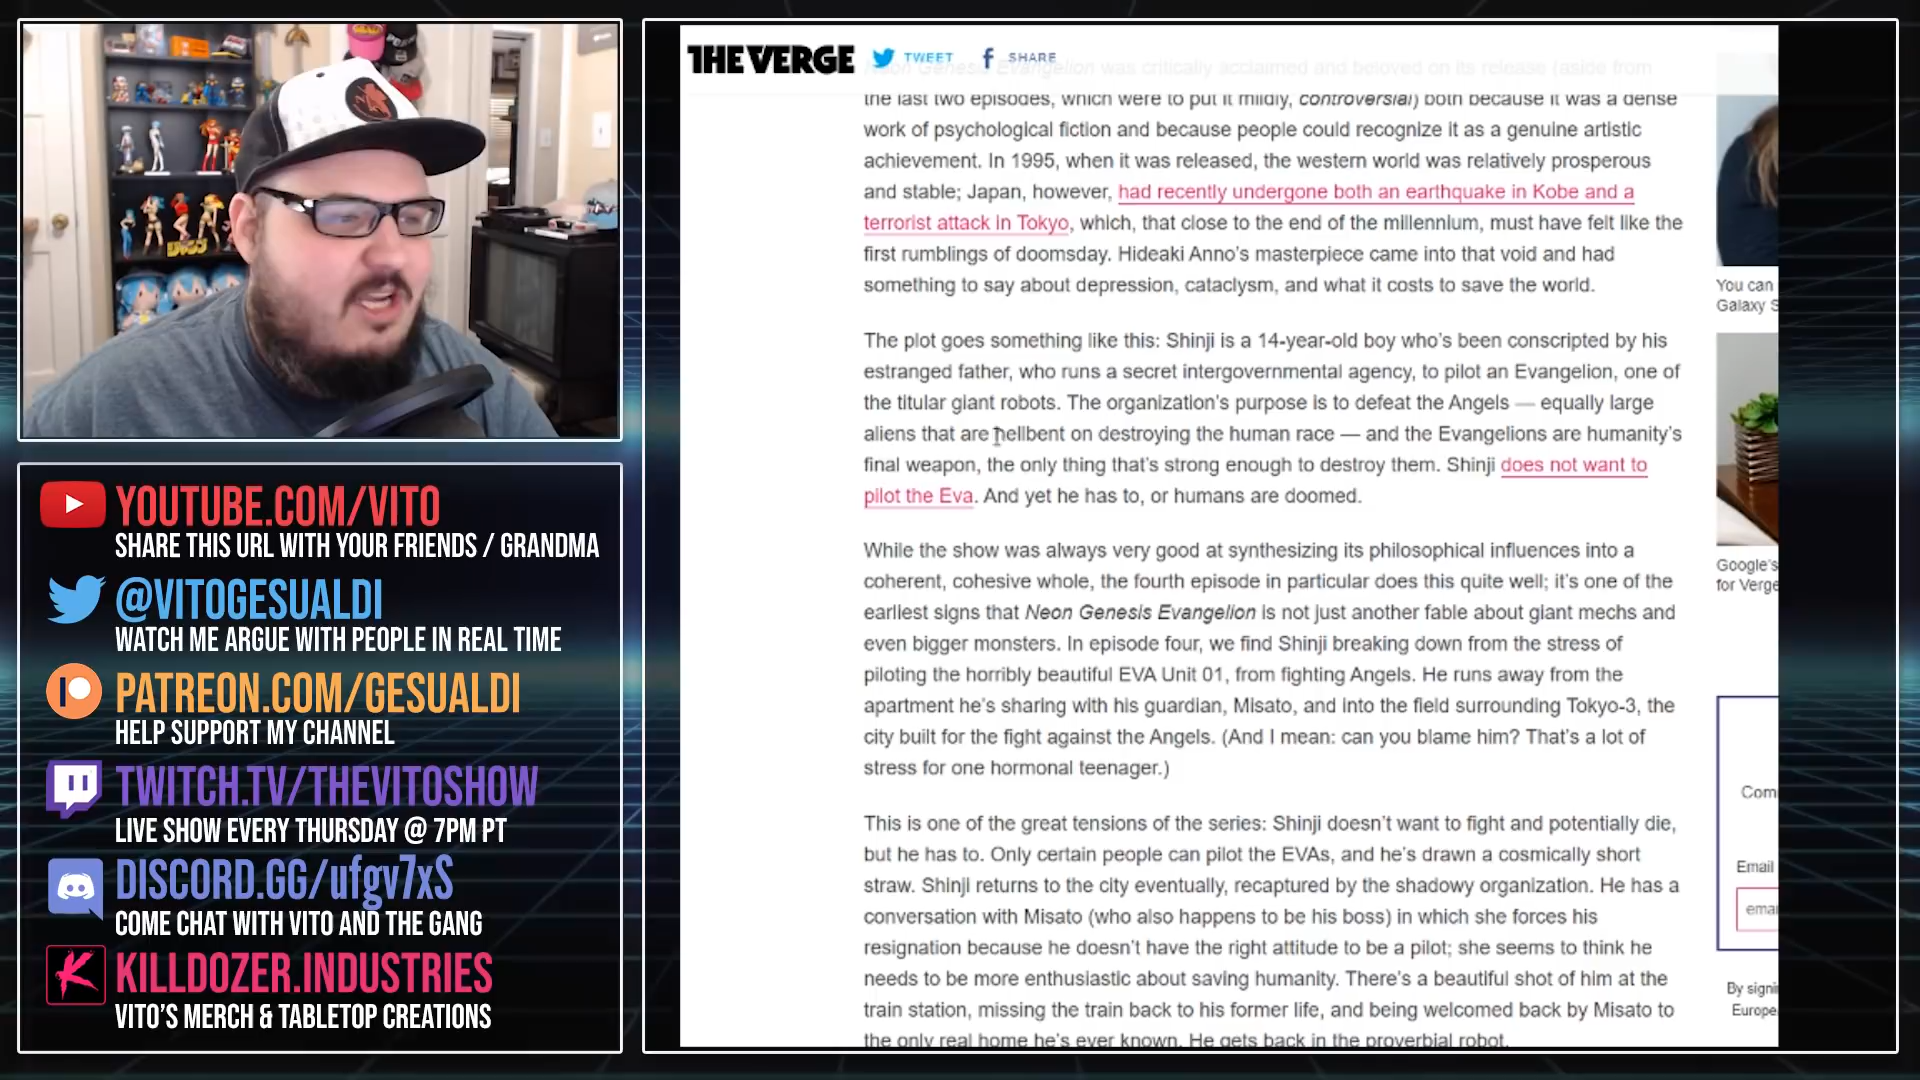 THE VERGE TWEET SHARE
Neon Genesis Evangelion was critically acclaimed and beloved on its release (aside from
the last two episodes, which were to put it mildly, controversial) both because it was a dense
work of psychological fiction and because people could recognize it as a genuine artistic
achievement. In 1995, when it was released, the western world was relatively prosperous
and stable; Japan, however, had recently undergone both an earthquake in Kobe and a
terrorist attack in Tokyo, which, that close to the end of the millennium, must have felt like the
first rumblings of doomsday. Hideaki Anno's masterpiece came into that void and had
something to say about depression, cataclysm, and what it costs to save the world.
The plot goes something like this: Shinji is a 14-year-old boy who's been conscripted by his
estranged father, who runs a secret intergovernmental agency, to pilot an Evangelion, one of
the titular giant robots. The organization's purpose is to defeat the Angels — equally large
aliens that are hellbent on destroying the human race — and the Evangelions are humanity's
final weapon, the only thing that's strong enough to destroy them. Shinji does not want to
pilot the Eva. And yet he has to, or humans are doomed.
While the show was always very good at synthesizing its philosophical influences into a
coherent, cohesive whole, the fourth episode in particular does this quite well; it's one of the
earliest signs that Neon Genesis Evangelion is not just another fable about giant mechs and
even bigger monsters. In episode four, we find Shinji breaking down from the stress of
piloting the horribly beautiful EVA Unit 01, from fighting Angels. He runs away from the
apartment he's sharing with his guardian, Misato, and into the field surrounding Tokyo-3, the
city built for the fight against the Angels. (And I mean: can you blame him? That's a lot of
stress for one hormonal teenager.)
This is one of the great tensions of the series: Shinji doesn't want to fight and potentially die,
but he has to. Only certain people can pilot the EVAs, and he's drawn a cosmically short
straw. Shinji returns to the city eventually, recaptured by the shadowy organization. He has a
conversation with Misato (who also happens to be his boss) in which she forces his
resignation because he doesn't have the right attitude to be a pilot; she seems to think he
needs to be more enthusiastic about saving humanity. There's a beautiful shot of him at the
train station, missing the train back to his former life, and being welcomed back by Misato to
the only real home he's ever known. He gets back in the proverbial robot.
You can
Galaxy S
Google's
for Verge
Com
Email
emai
By signi
Europe
YOUTUBE.COM/VITO
SHARE THIS URL WITH YOUR FRIENDS / GRANDMA
@VITOGESUALDI
WATCH ME ARGUE WITH PEOPLE IN REAL TIME
PATREON.COM/GESUALDI
HELP SUPPORT MY CHANNEL
TWITCH.TV/THEVITOSHOW
LIVE SHOW EVERY THURSDAY @ 7PM PT
DISCORD.GG/ufgv7xS
COME CHAT WITH VITO AND THE GANG
KILLDOZER.INDUSTRIES
VITO'S MERCH & TABLETOP CREATIONS